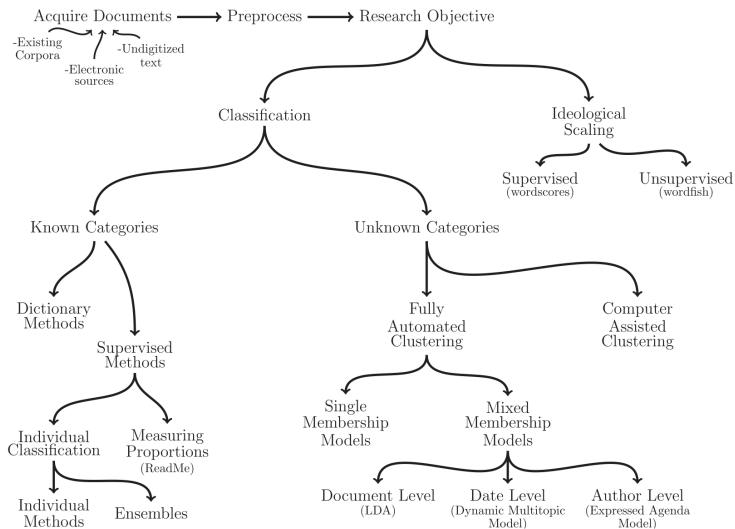 Acquire Documents
Preprocess
Research Objective
-Existing
Corpora
-Electronic
sources
-Undigitized
text
Classification
Ideological
Scaling
Supervised
(wordscores)
Unsupervised
(wordfish)
Known Categories
Unknown Categories
Dictionary
Methods
Supervised
Methods
Fully
Automated
Clustering
Computer
Assisted
Clustering
Individual
Classification
Measuring
Proportions
(ReadMe)
Single
Membership
Models
Mixed
Membership
Models
Individual
Methods
Ensembles
Document Level
(LDA)
Date Level
(Dynamic Multitopic
Model)
Author Level
(Expressed Agenda
Model)